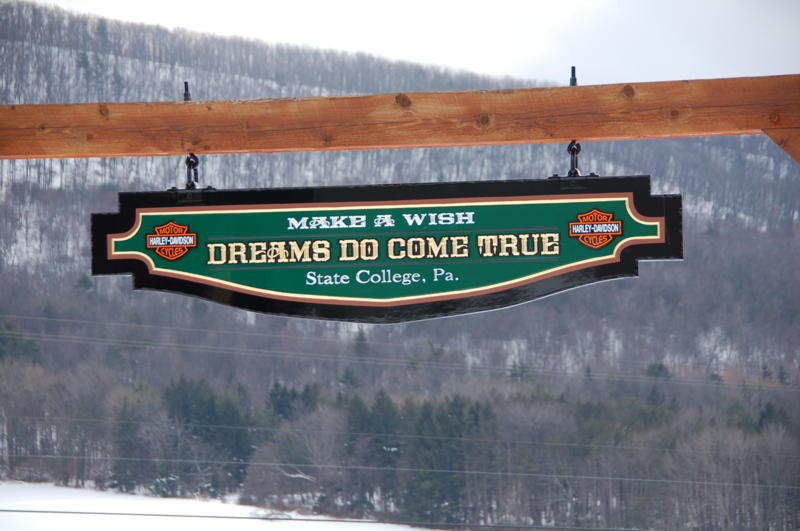 MAKE A WISH
MOTOR
HARLEY-DAVIDSON
CYCLES
DREAMS DO COME TRUE
MOTOR
HARLEY-DAVIDSON
CYCLES
State College, Pa.